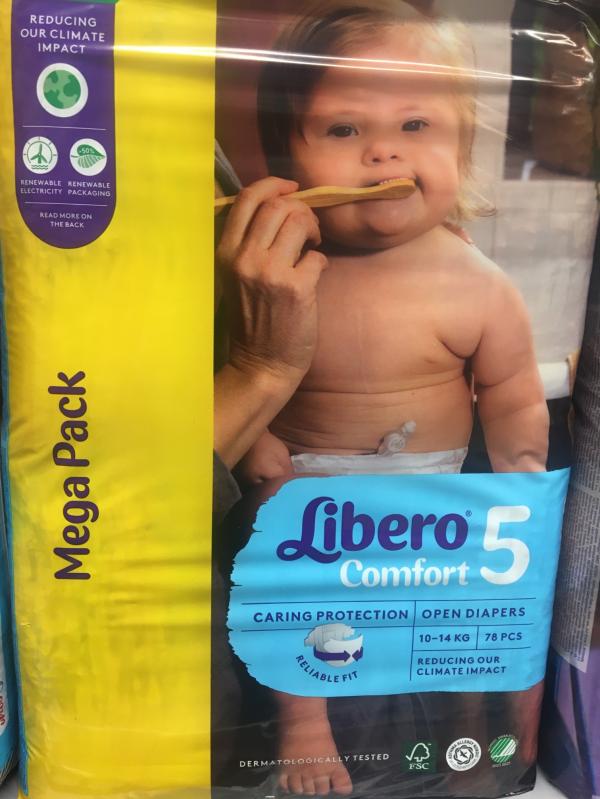 REDUCING
OUR CLIMATE
IMPACT
-50%
RENEWABLE
ELECTRICITY
RENEWABLE
PACKAGING
READ MORE ON
THE BACK
Mega Pack
Libero® 5
Comfort
CARING PROTECTION
OPEN DIAPERS
10–14 KG
78 PCS
RELIABLE FIT
REDUCING OUR
CLIMATE IMPACT
DERMATOLOGICALLY TESTED
FSC